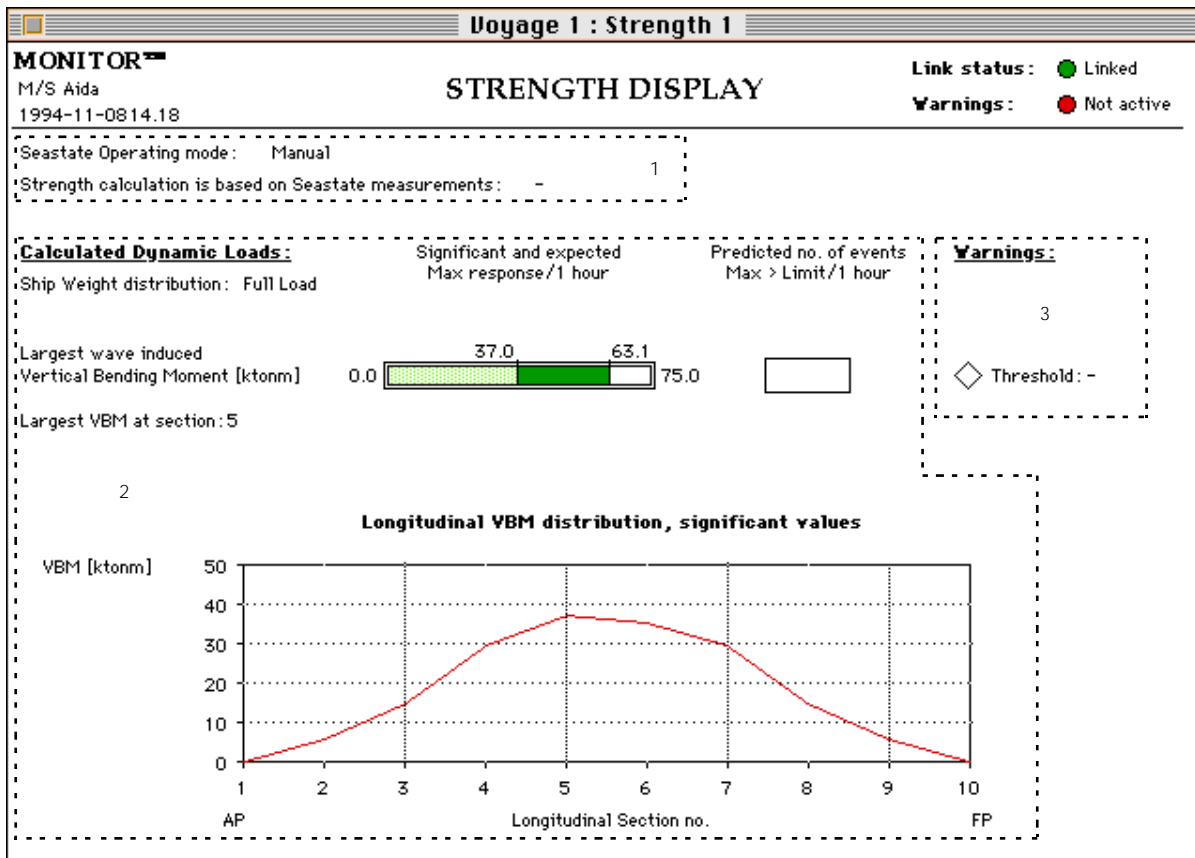 Voyage 1 : Strength 1
MONITOR™
M/S Aida
1994-11-0814.18
STRENGTH DISPLAY
Link status: Linked
Warnings: Not active
Seastate Operating mode: Manual
Strength calculation is based on Seastate measurements: -
1
Calculated Dynamic Loads:
Ship Weight distribution: Full Load
Significant and expected
Max response/1 hour
Predicted no. of events
Max > Limit/1 hour
Warnings:
3
Largest wave induced
Vertical Bending Moment [ktonm]
37.0 63.1
0.0 75.0
Threshold: -
Largest VBM at section: 5
2
Longitudinal VBM distribution, significant values
VBM [ktonm]
50
40
30
20
10
0
1 2 3 4 5 6 7 8 9 10
AP Longitudinal Section no. FP